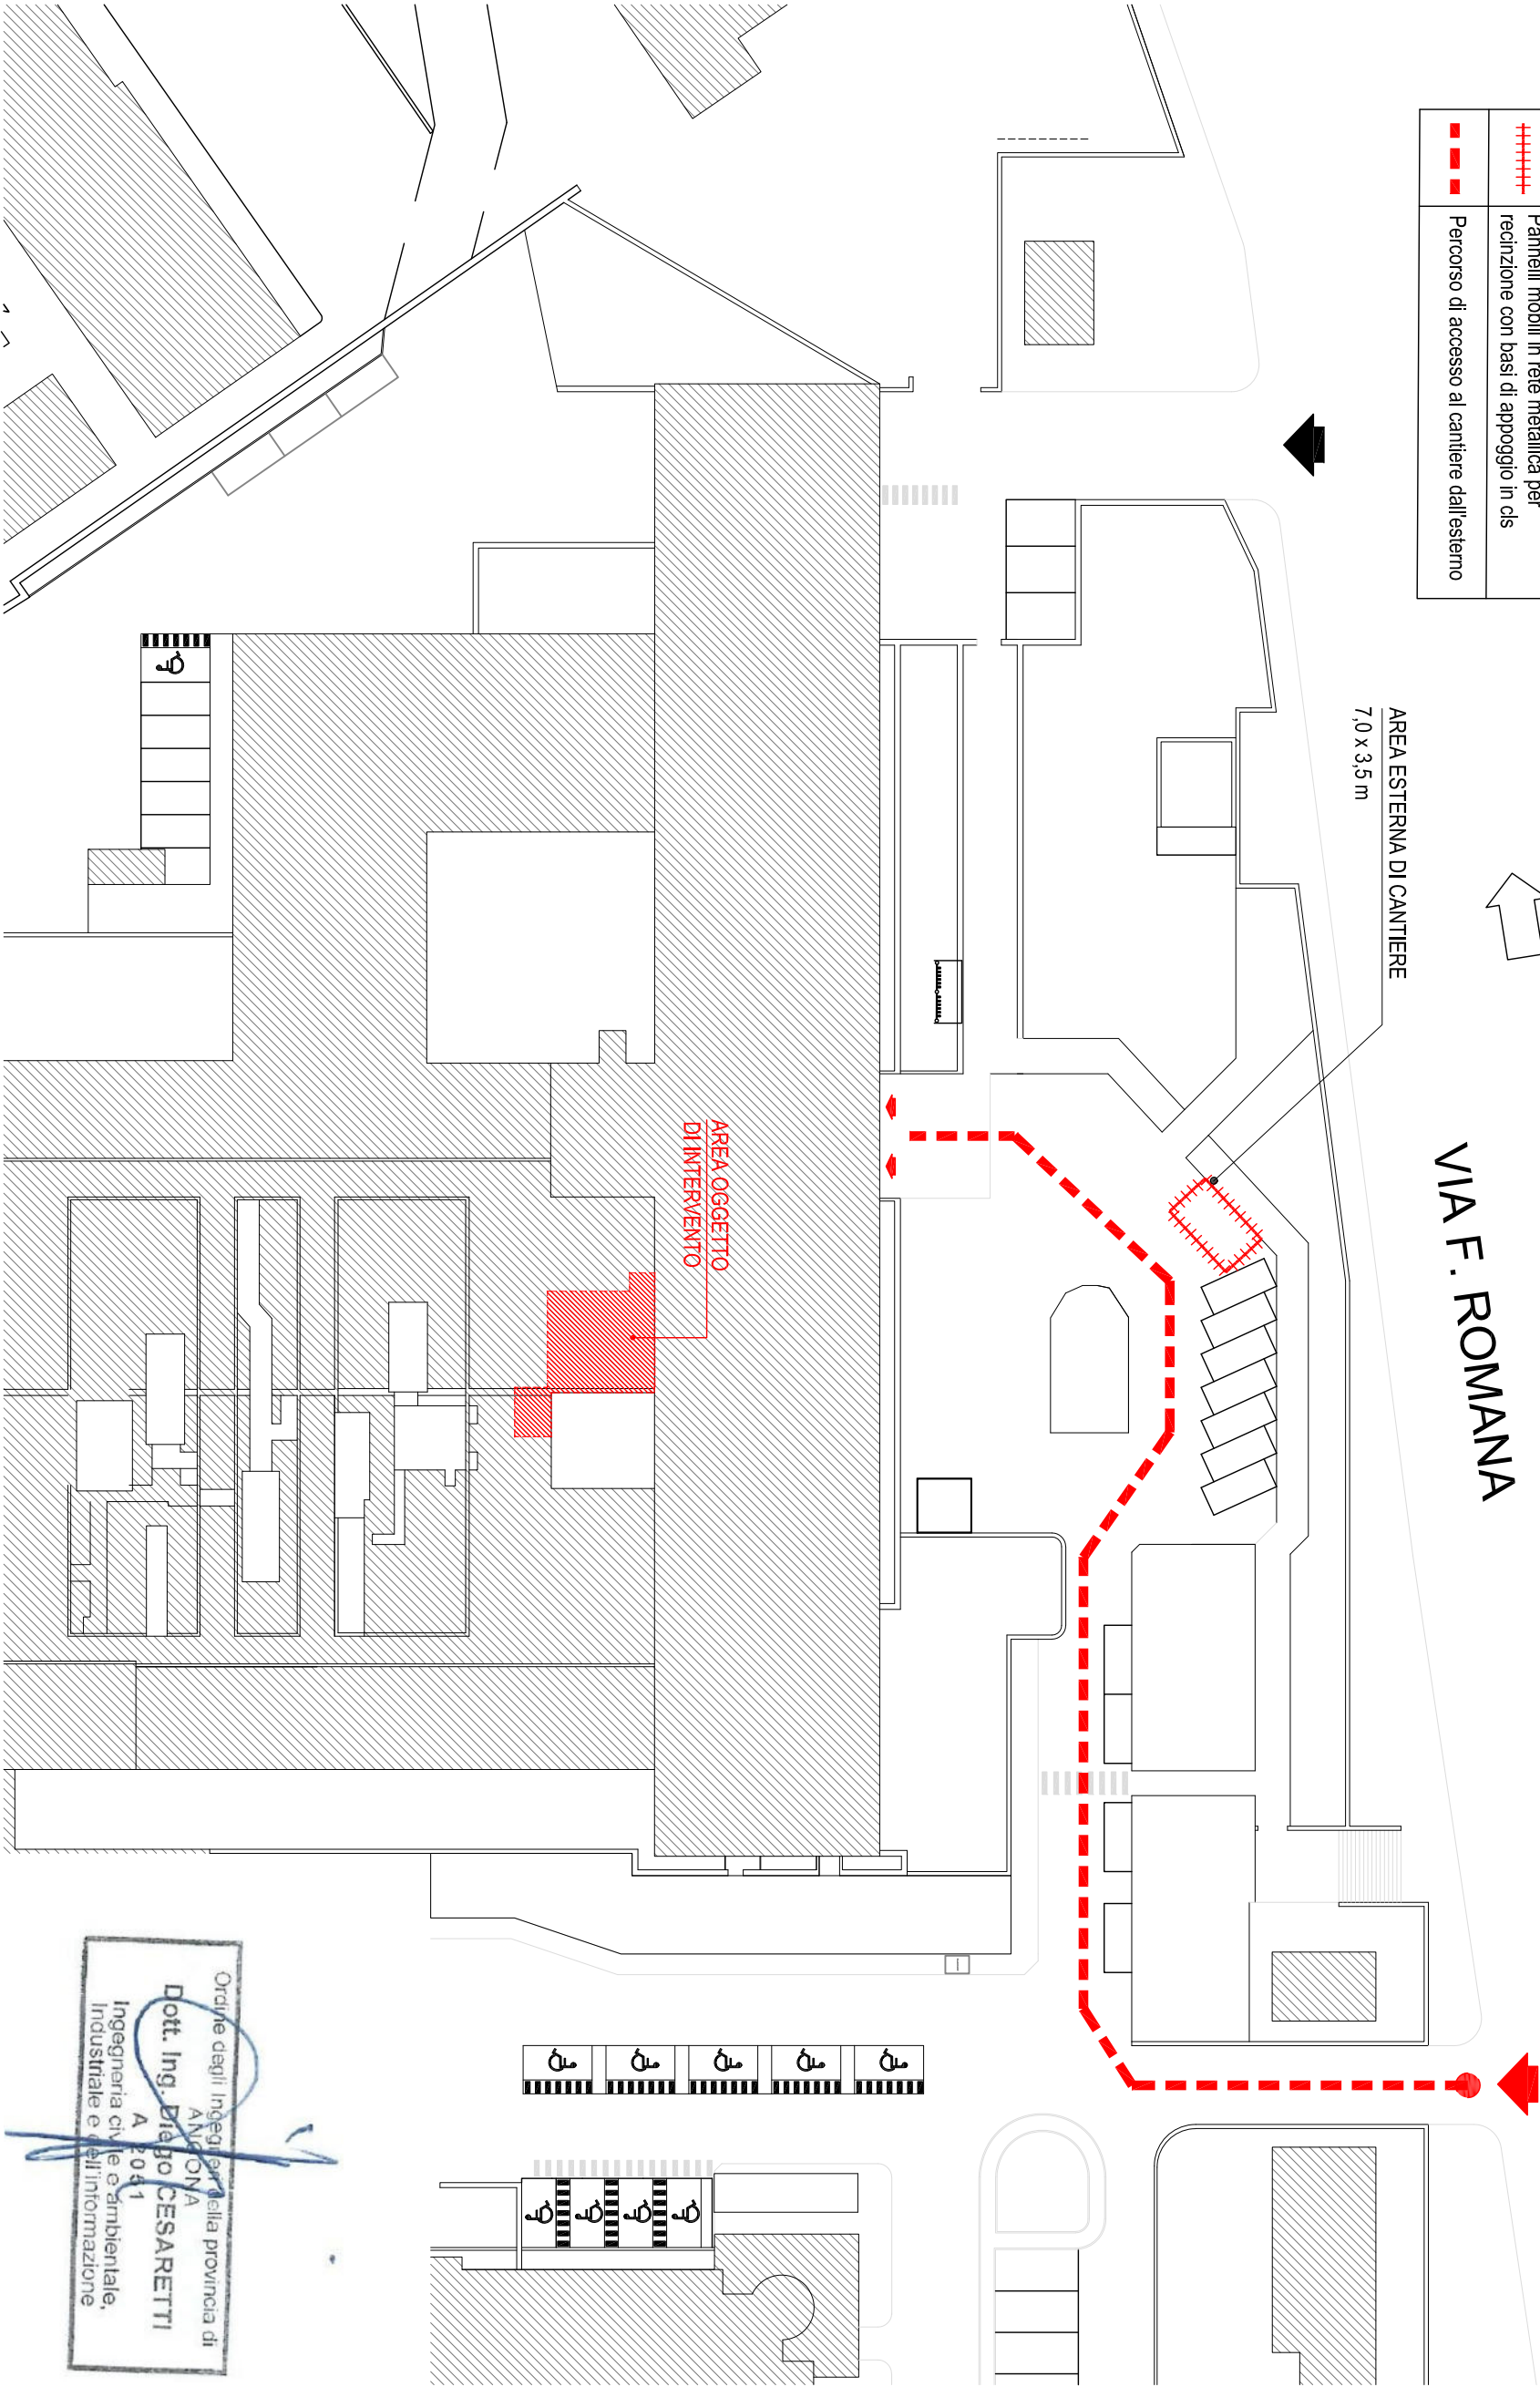 Pannelli mobili in rete metallica per
recinzione con basi di appoggio in cls
Percorso di accesso al cantiere dall'esterno
VIA F. ROMANA
AREA ESTERNA DI CANTIERE
7,0 x 3,5 m
AREA OGGETTO
DI INTERVENTO
Ordine degli Ingegneri della provincia di
ANCONA
Dott. Ing. Diego CESARETTI
A 2051
Ingegneria civile e ambientale,
Industriale e dell'informazione